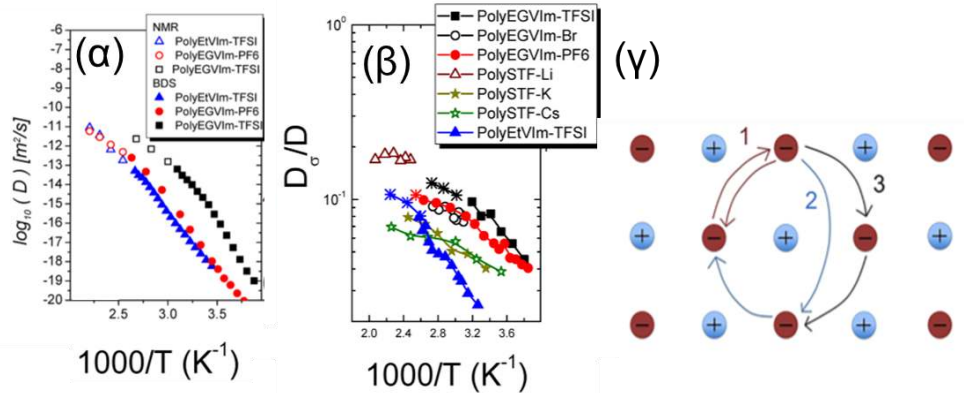 (α)
NMR
PolyEtVIm-TFSI
PolyEGVIm-PF6
PolyEGVIm-TFSI
BDS
PolyEtVIm-TFSI
PolyEGVIm-PF6
PolyEGVIm-TFSI
-6
-7
-8
-9
-10
-11
-12
-13
-14
-15
-16
-17
-18
-19
-20
log₁₀ ( D ) [m²/s]
2.5 3.0 3.5
1000/T (K⁻¹)
(β)
PolyEGVIm-TFSI
PolyEGVIm-Br
PolyEGVIm-PF6
PolySTF-Li
PolySTF-K
PolySTF-Cs
PolyEtVIm-TFSI
10⁰
10⁻¹
Dσ/D
2.0 2.4 2.8 3.2 3.6
1000/T (K⁻¹)
(γ)
1
2
3
− + − + −
+ − + − +
− + − + −